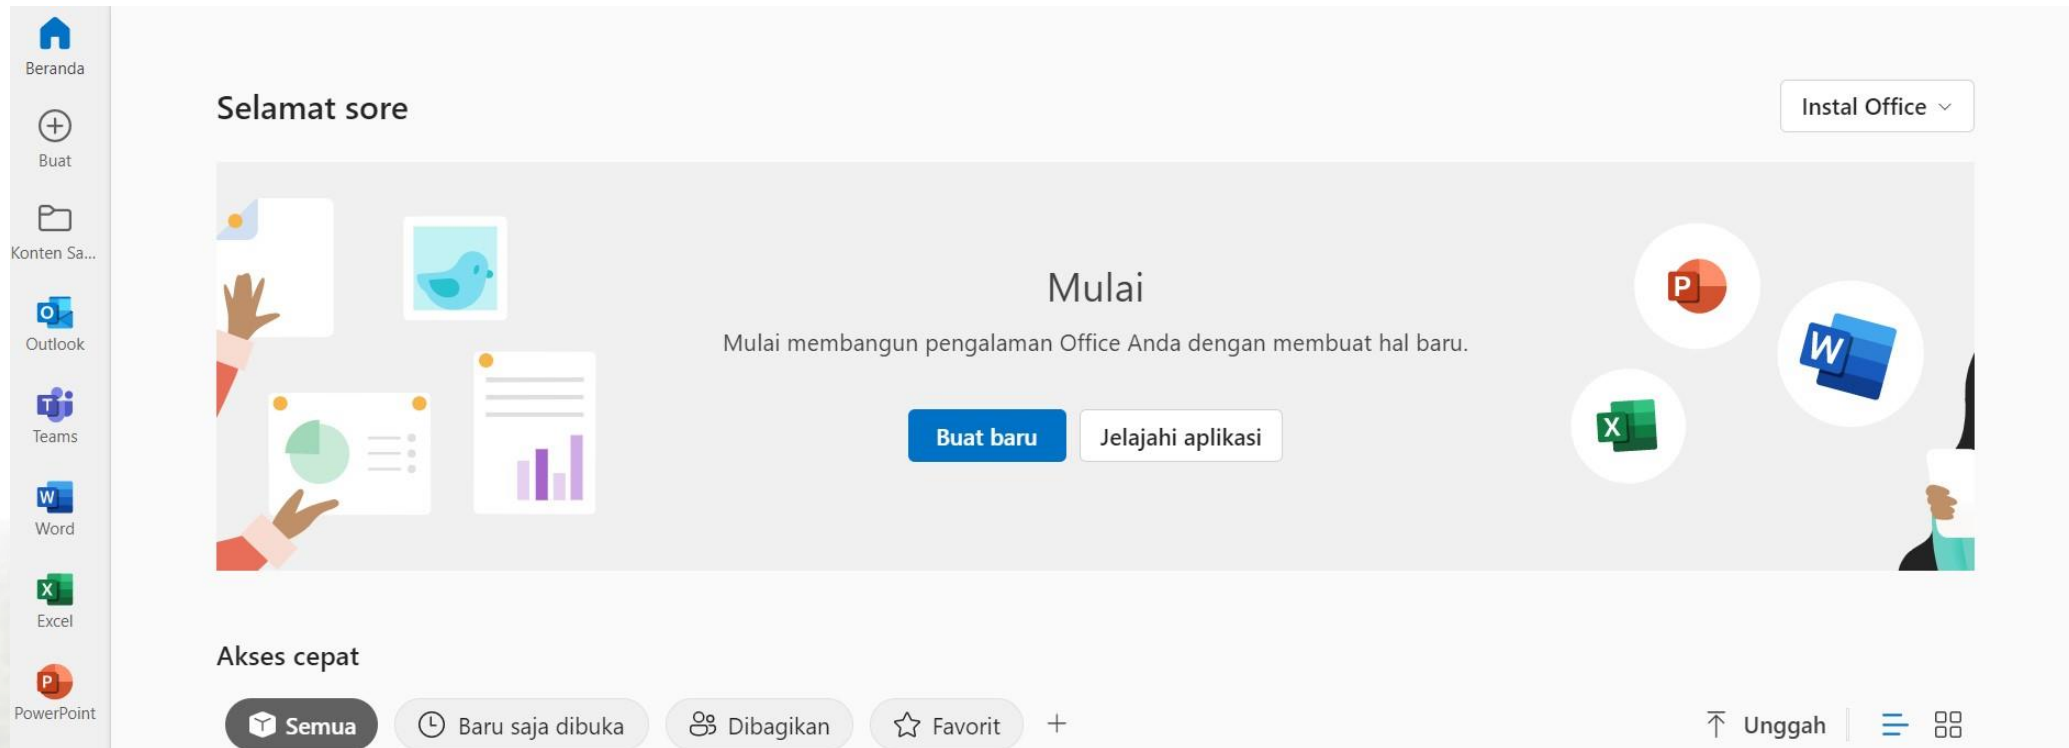 Beranda
Buat
Konten Sa...
Outlook
Teams
Word
Excel
PowerPoint
Selamat sore
Instal Office
Mulai
Mulai membangun pengalaman Office Anda dengan membuat hal baru.
Buat baru
Jelajahi aplikasi
P
W
X
Akses cepat
Semua
Baru saja dibuka
Dibagikan
Favorit
+
Unggah